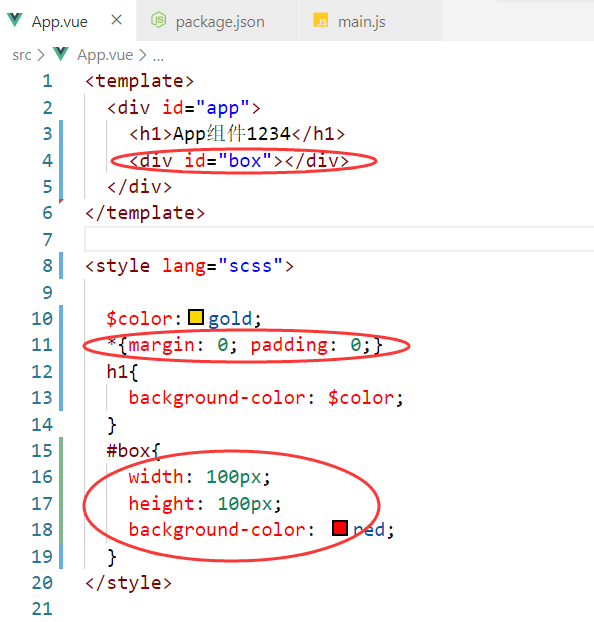 App.vue × package.json main.js
src > App.vue > ...
1 <template>
2 <div id="app">
3 <h1>App组件1234</h1>
4 <div id="box"></div>
5 </div>
6 </template>
7
8 <style lang="scss">
9
10 $color: gold;
11 *{margin: 0; padding: 0;}
12 h1{
13 background-color: $color;
14 }
15 #box{
16 width: 100px;
17 height: 100px;
18 background-color: red;
19 }
20 </style>
21